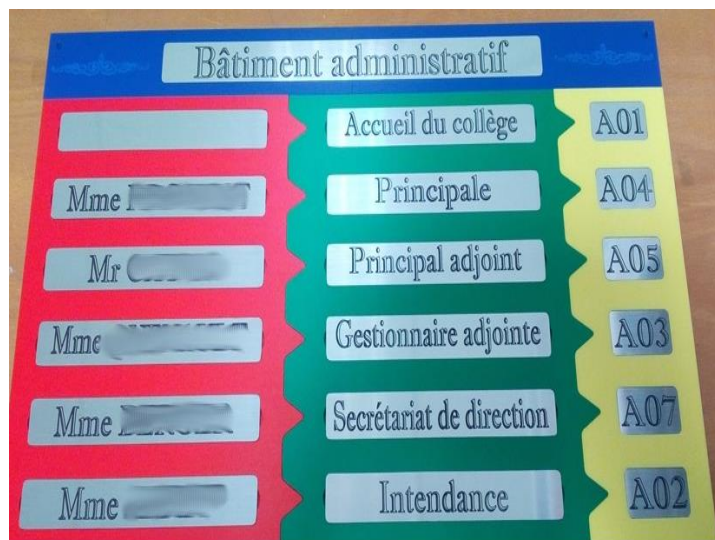 Bâtiment administratif
Accueil du collège A01
Mme Principale A04
Mr Principal adjoint A05
Mme Gestionnaire adjointe A03
Mme Secrétariat de direction A07
Mme Intendance A02